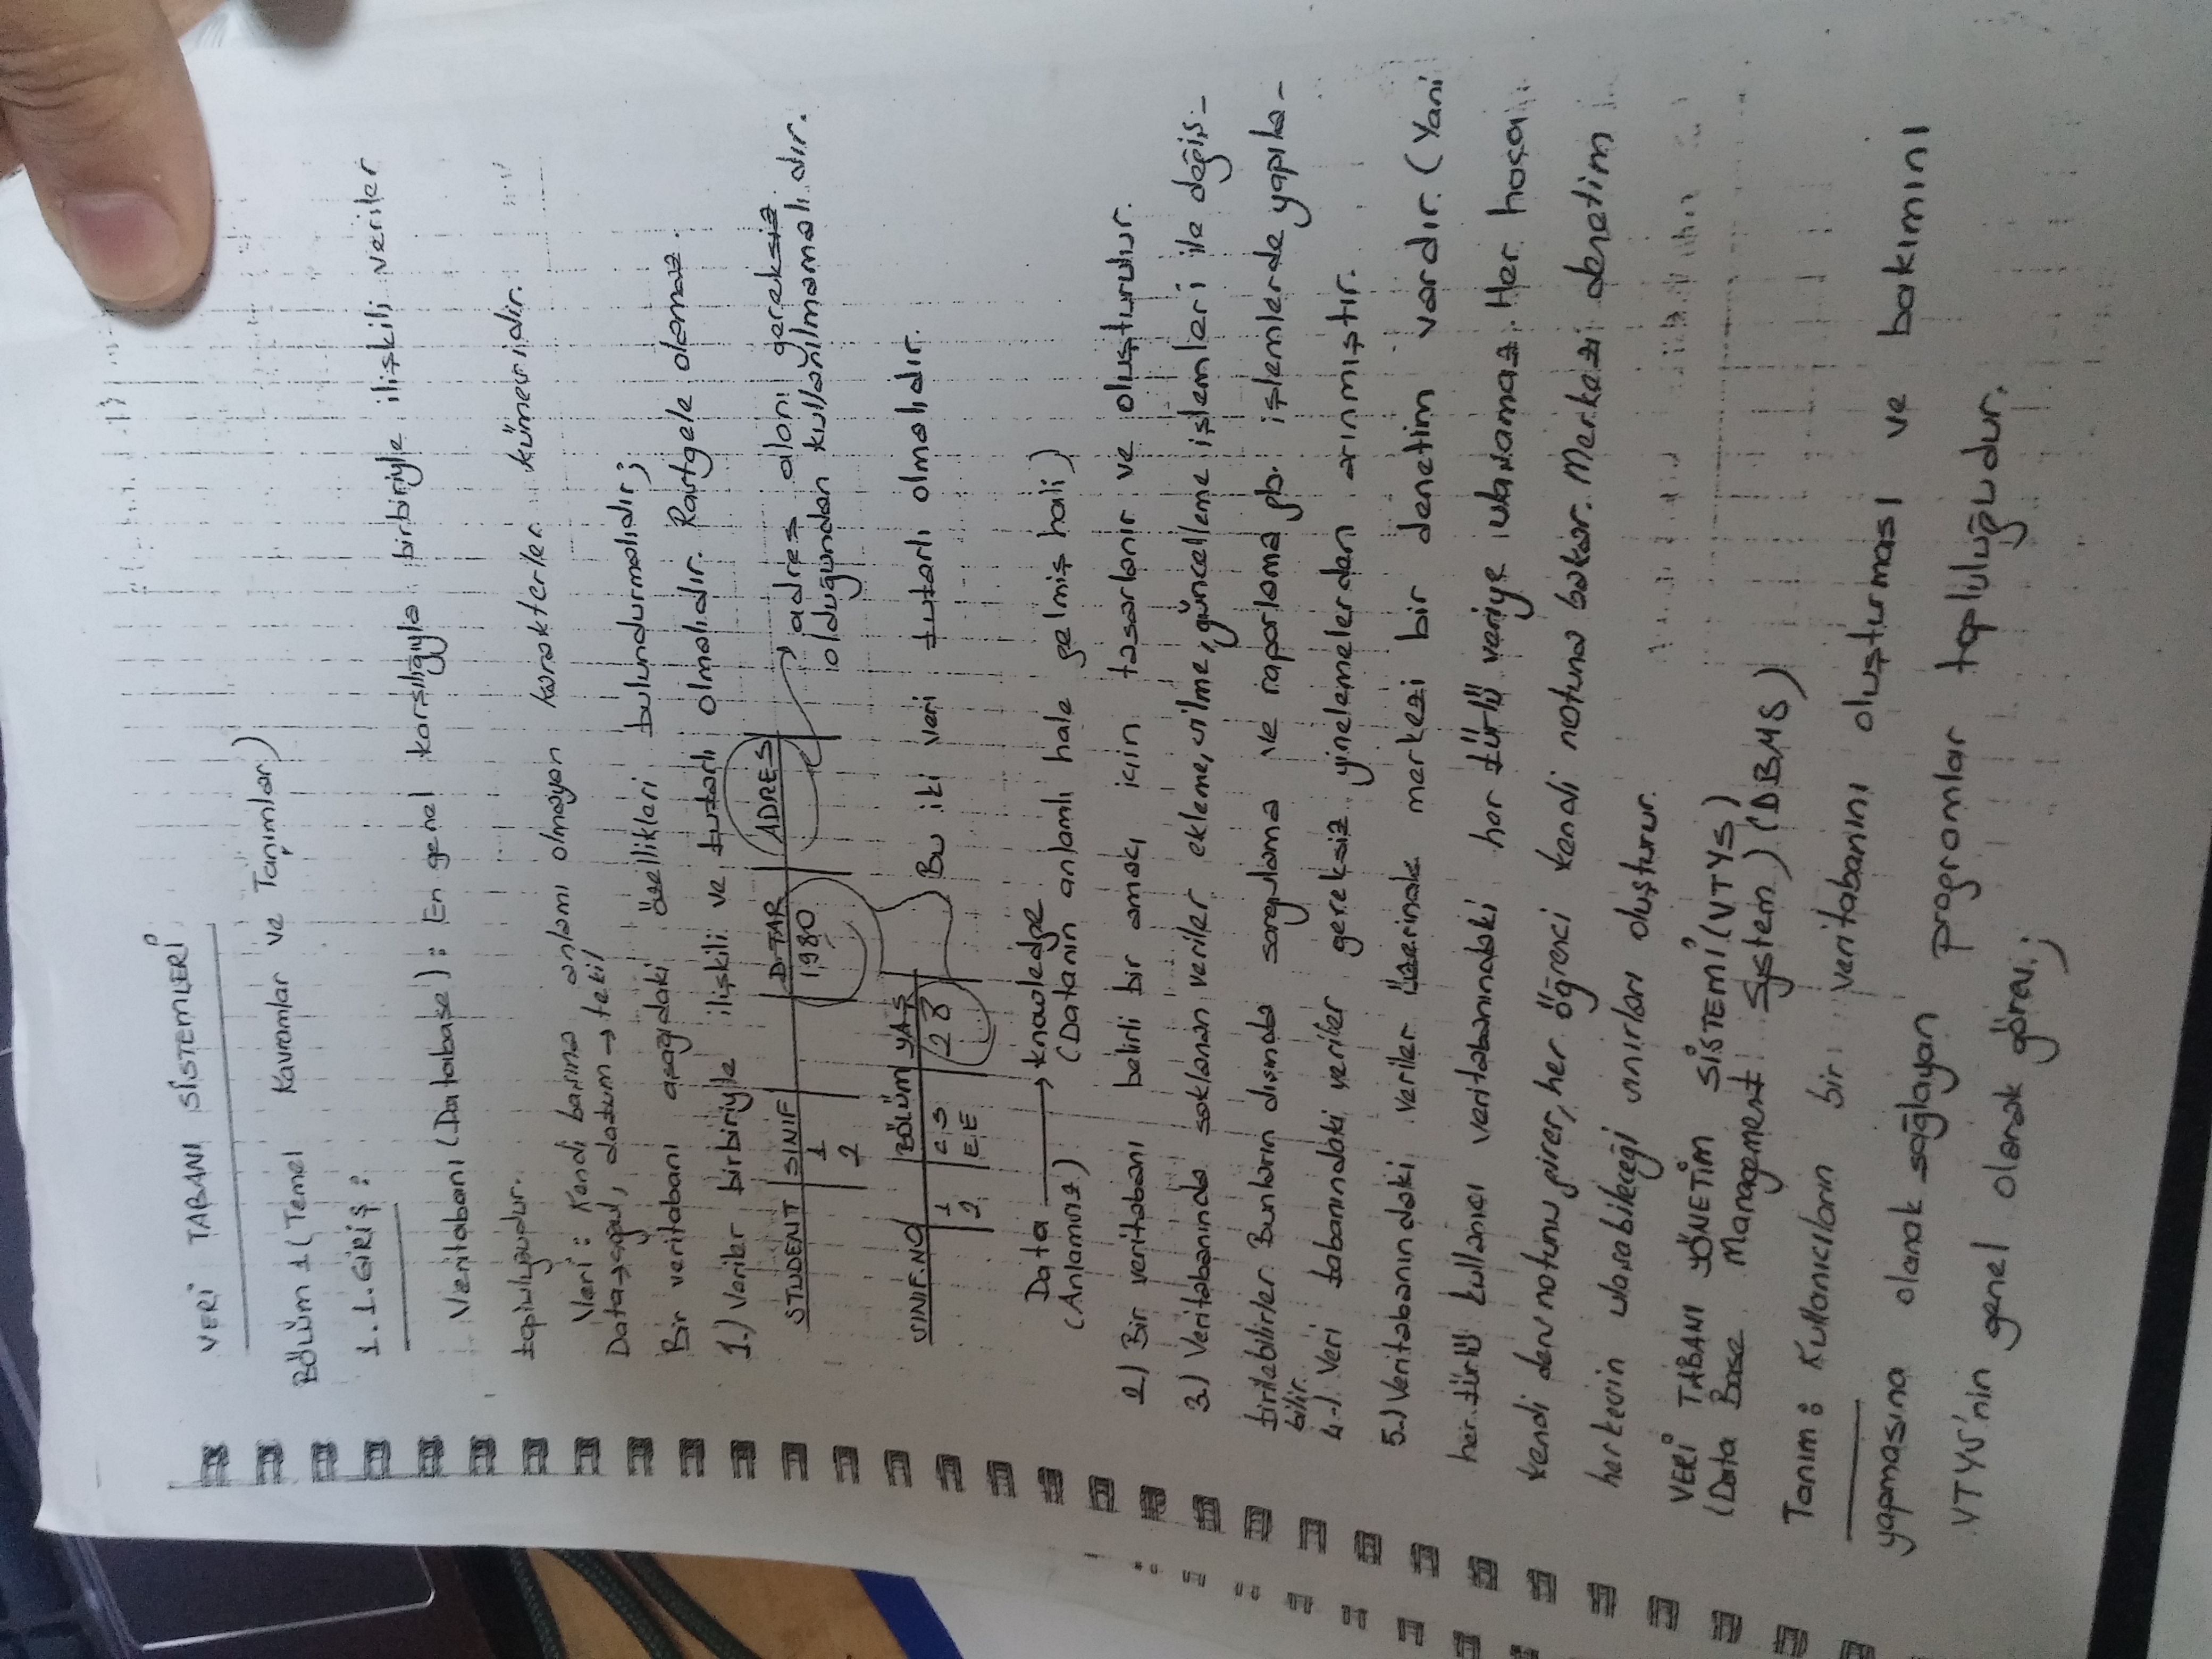 VERİ TABANI SİSTEMLERİ
BÖLÜM 1 (Temel Kavramlar ve Tanımlar)
1.1.GİRİŞ :
Veritabanı (Database) : En genel karşılığıyla birbiriyle ilişkili veriler
topluluğudur.
Veri : Kendi başına anlamı olmayan karakterler kümesidir.
Data→çoğul, datum→tekil
Bir veritabanı aşağıdaki özellikleri bulundurmalıdır;
1.) Veriler birbiriyle ilişkili ve tutarlı olmalıdır. Rastgele olamaz.
STUDENT SINIF D.TAR ADRES
1 1980
2
adres alanı gereksiz
olduğundan kullanılmamalıdır.
SINIF.NO BÖLÜM YAŞ
1 CS 28
2 EE
Bu iki veri tutarlı olmalıdır.
Data → knowledge
(Anlamsız) (Datanın anlamlı hale gelmiş hali)
2.) Bir veritabanı belirli bir amaç için tasarlanır ve oluşturulur.
3.) Veritabanında saklanan veriler ekleme, silme, güncelleme işlemleri ile değiş-
tirilebilirler. Bunların dışında sorgulama ve raporlama gb. işlemlerde yapıla-
bilir.
4-) Veri tabanındaki veriler gereksiz yinelemelerden arınmıştır.
5-) Veritabanındaki veriler üzerinde merkezi bir denetim vardır. (Yani
her türlü kullanıcı veritabanındaki her türlü veriye ulaşamaz. Her hoca
kendi ders notunu girer, her öğrenci kendi notuna bakar. Merkezi denetim
herkesin ulaşabileceği sınırları oluşturur.
VERİ TABANI YÖNETİM SİSTEMİ (VTYS)
(Data Base Management System) (DBMS)
Tanım : Kullanıcıların bir veritabanını oluşturması ve bakımını
yapmasına olanak sağlayan programlar topluluğudur.
VTYS'nin genel olarak görev.;